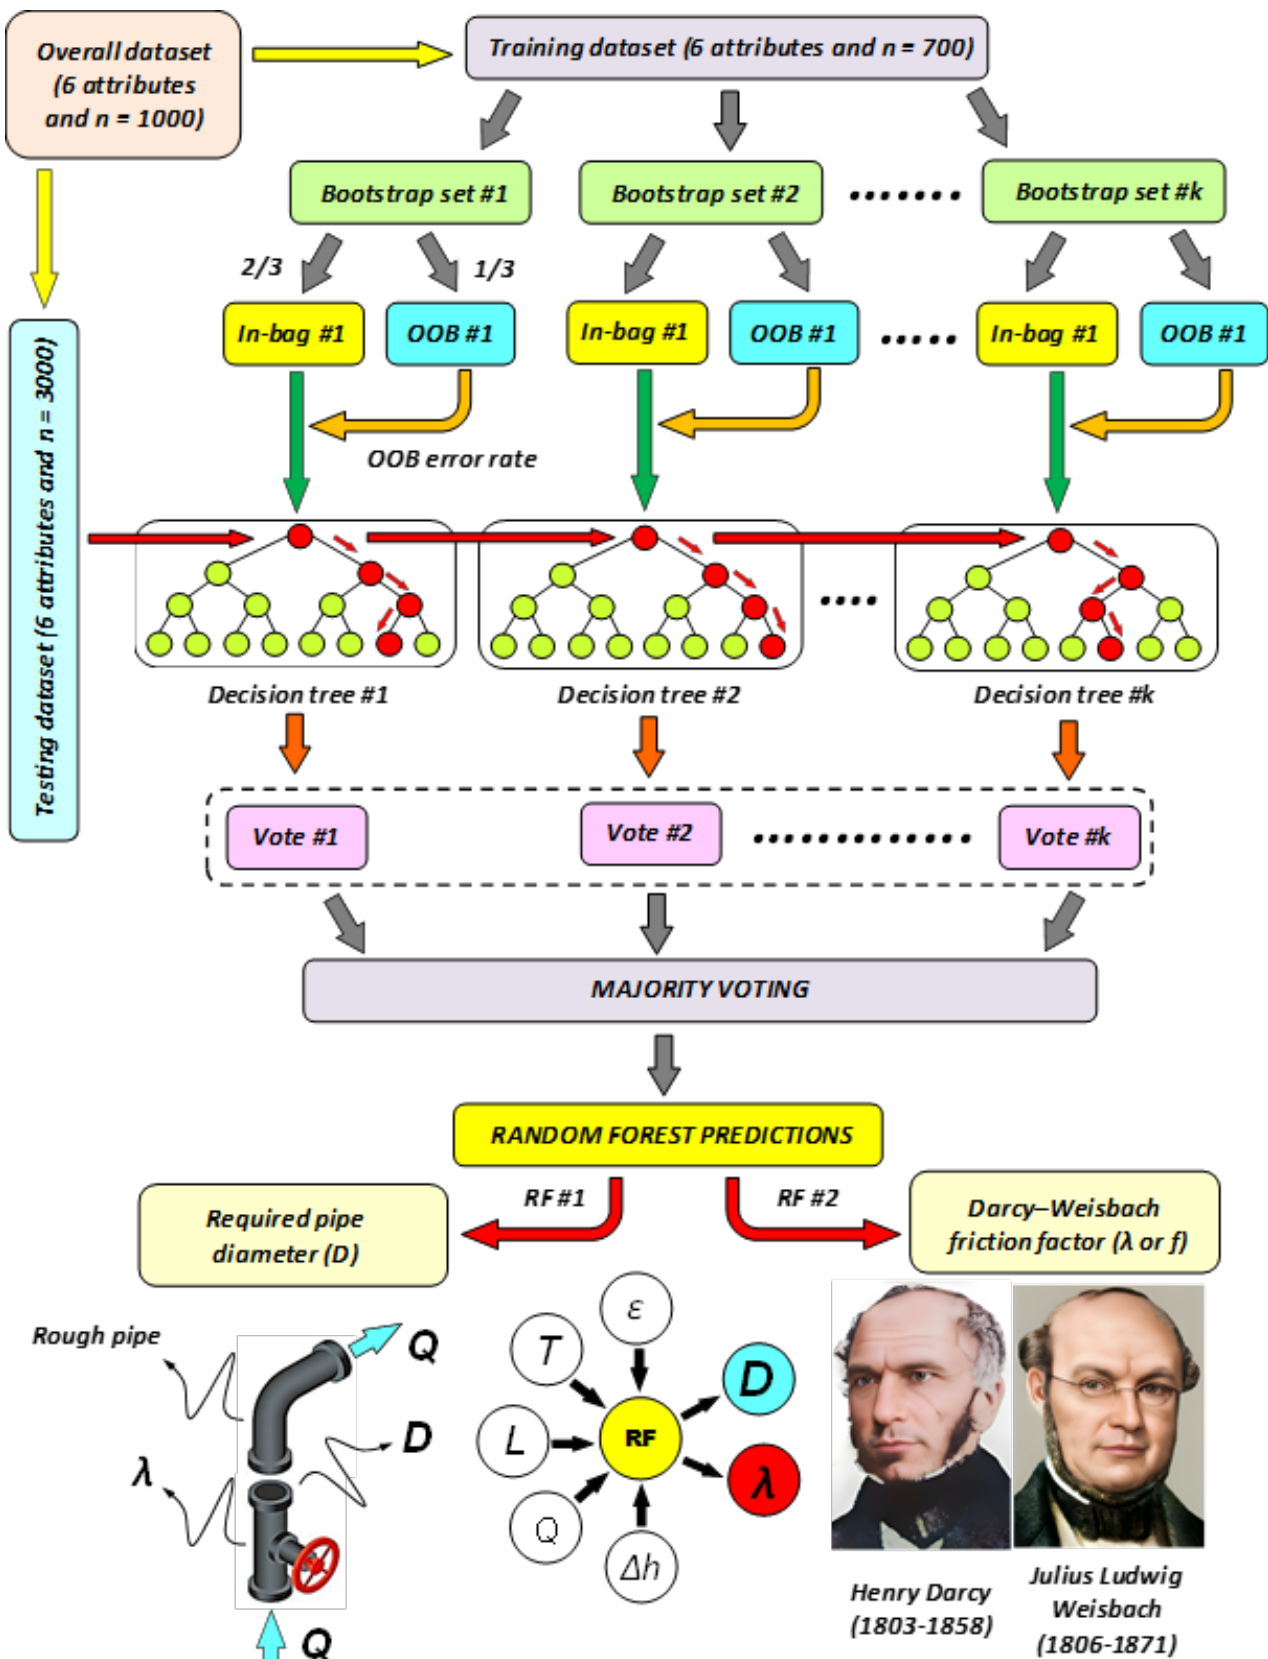 Overall dataset
(6 attributes
and n = 1000)
Training dataset (6 attributes and n = 700)
Bootstrap set #1
Bootstrap set #2
Bootstrap set #k
2/3
1/3
In-bag #1
OOB #1
In-bag #1
OOB #1
In-bag #1
OOB #1
Testing dataset (6 attributes and n = 3000)
OOB error rate
Decision tree #1
Decision tree #2
Decision tree #k
Vote #1
Vote #2
Vote #k
MAJORITY VOTING
RANDOM FOREST PREDICTIONS
RF #1
RF #2
Required pipe
diameter (D)
Darcy–Weisbach
friction factor (λ or f)
Rough pipe
Q
D
λ
Q
ε
T
L
Q
Δh
RF
D
λ
Henry Darcy
(1803-1858)
Julius Ludwig
Weisbach
(1806-1871)